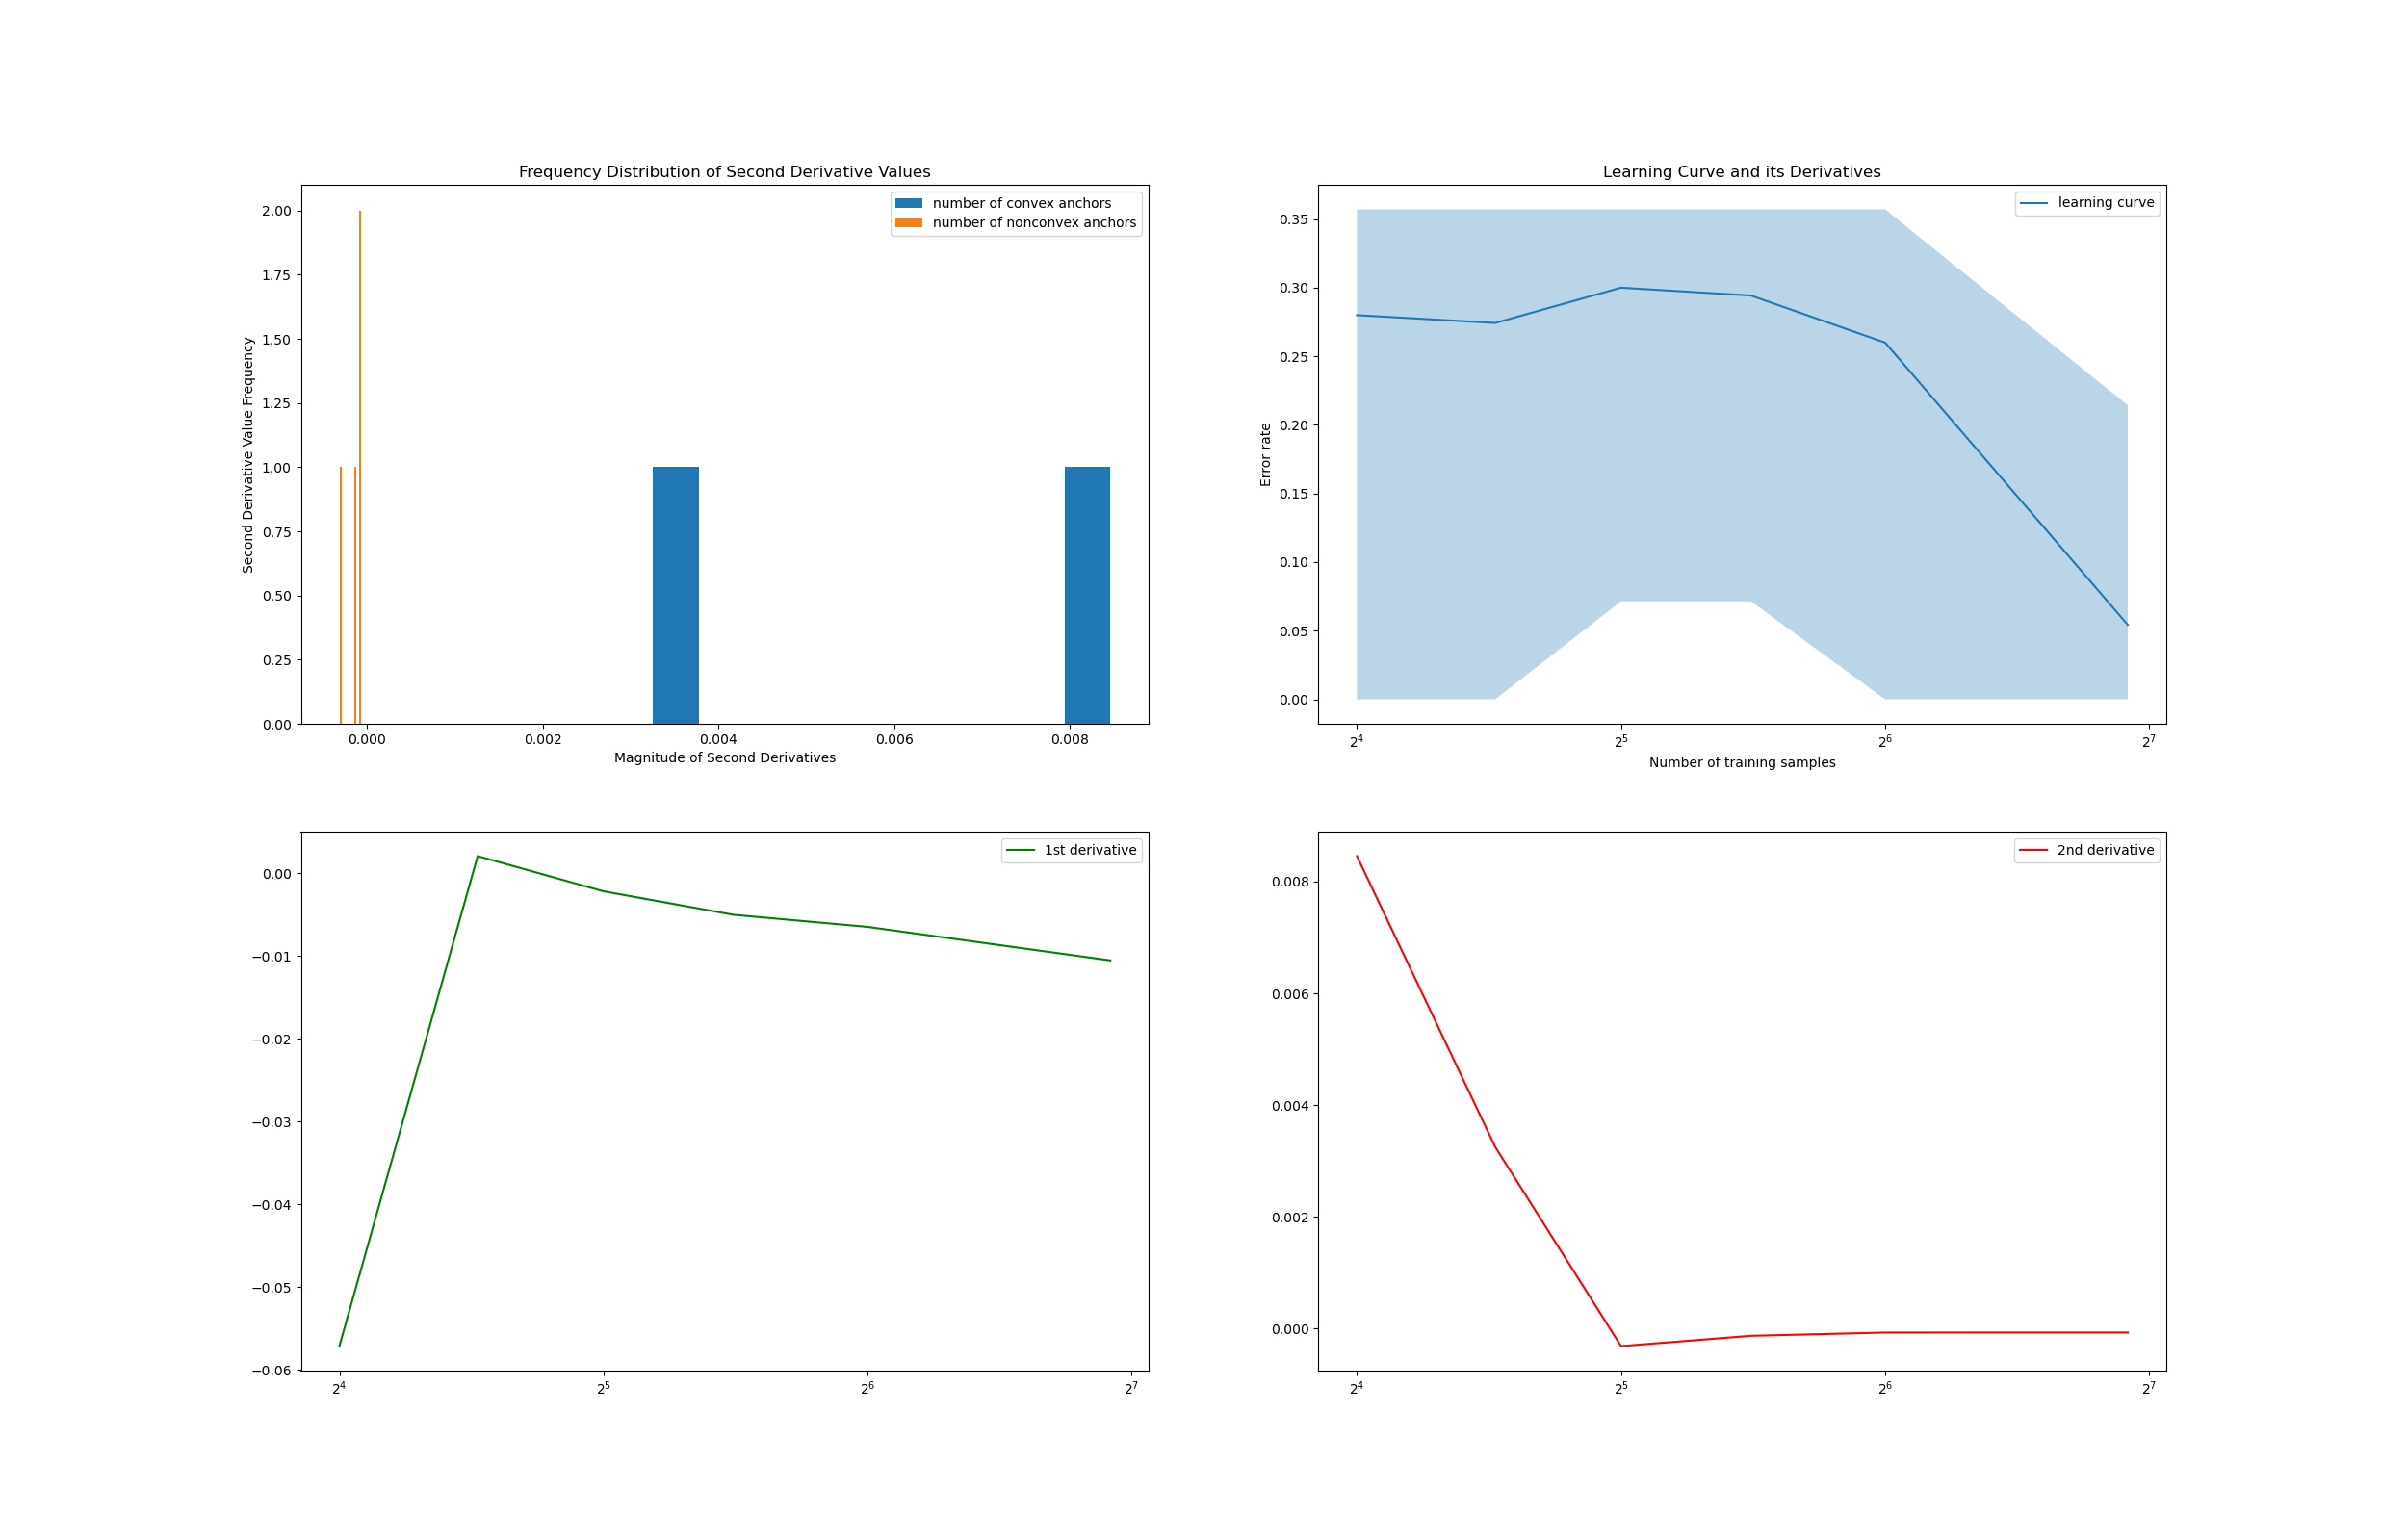 Frequency Distribution of Second Derivative Values
number of convex anchors
number of nonconvex anchors
Second Derivative Value Frequency
2.00
1.75
1.50
1.25
1.00
0.75
0.50
0.25
0.00
0.000 0.002 0.004 0.006 0.008
Magnitude of Second Derivatives
Learning Curve and its Derivatives
learning curve
Error rate
0.35
0.30
0.25
0.20
0.15
0.10
0.05
0.00
2⁴ 2⁵ 2⁶ 2⁷
Number of training samples
1st derivative
0.00
−0.01
−0.02
−0.03
−0.04
−0.05
−0.06
2⁴ 2⁵ 2⁶ 2⁷
2nd derivative
0.008
0.006
0.004
0.002
0.000
2⁴ 2⁵ 2⁶ 2⁷